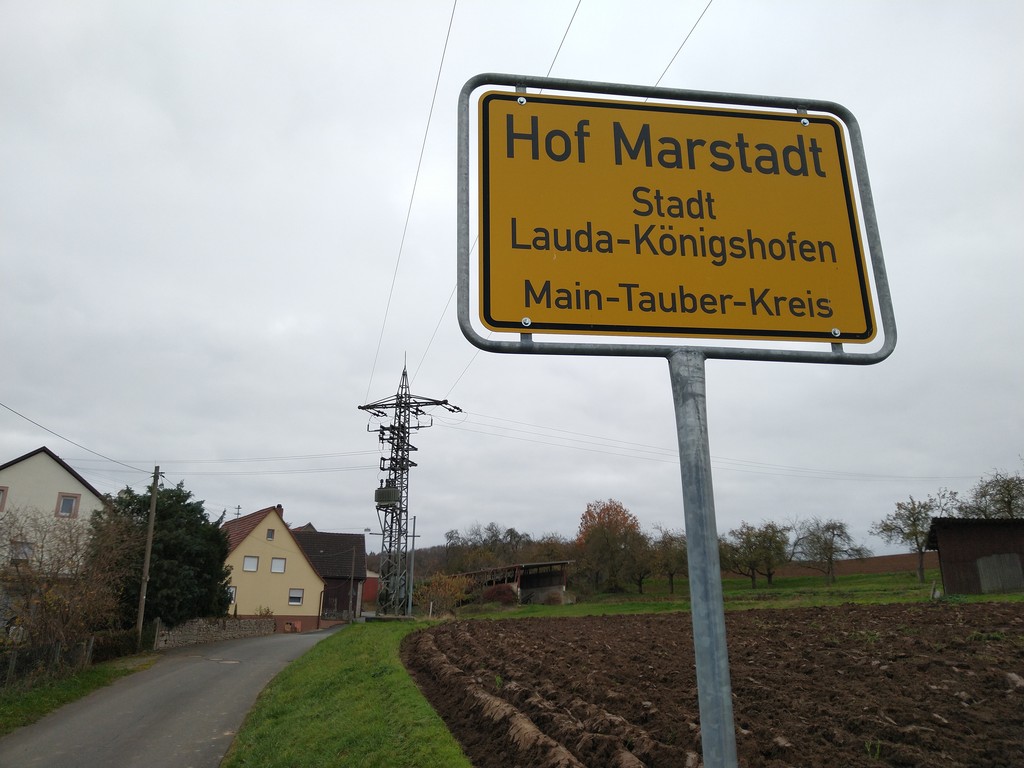 Hof Marstadt
Stadt
Lauda-Königshofen
Main-Tauber-Kreis